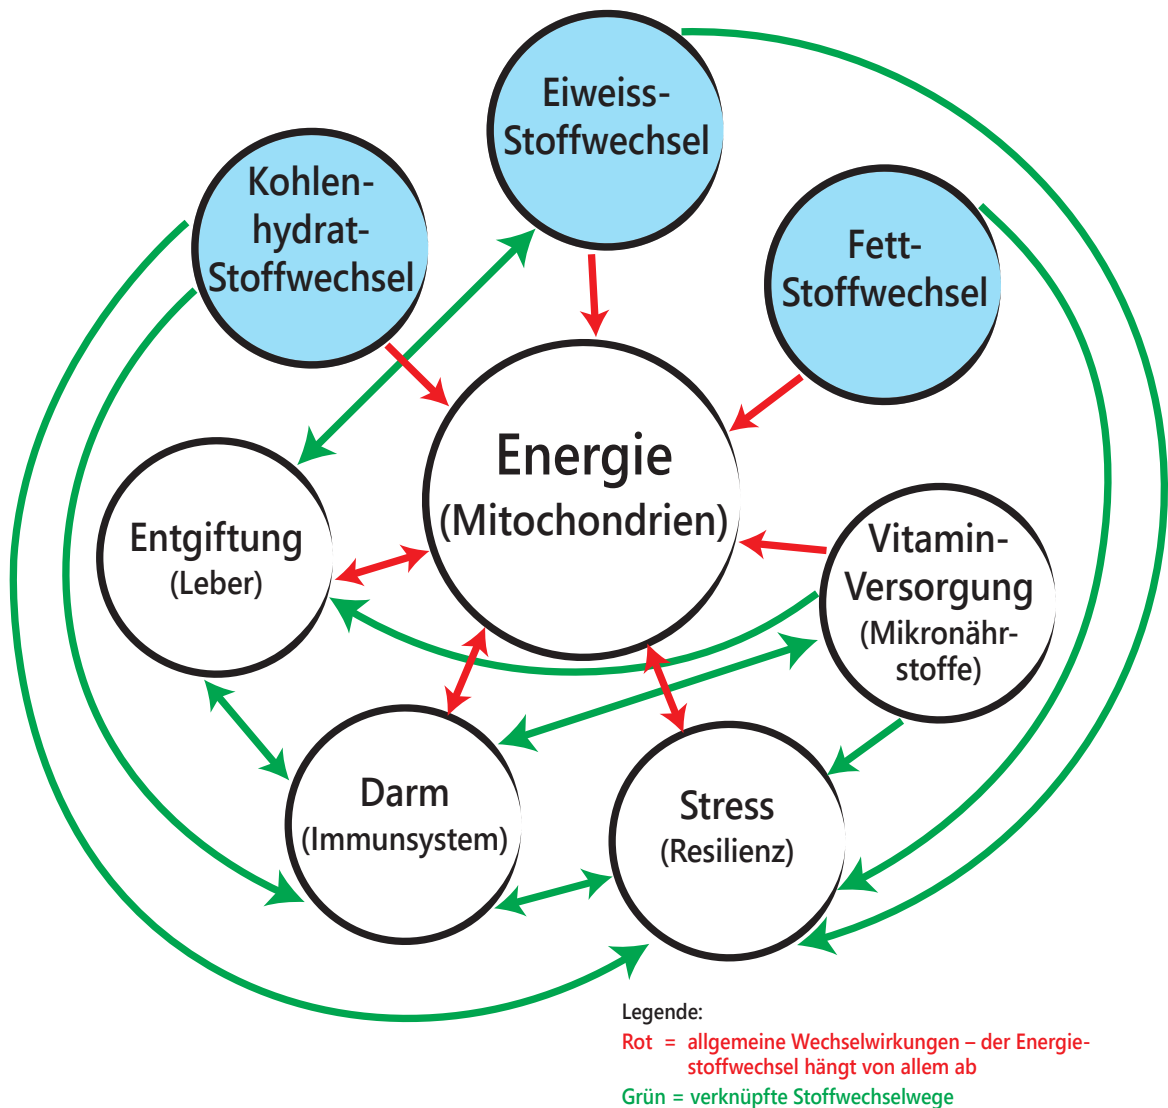 Eiweiss-
Stoffwechsel
Kohlen-
hydrat-
Stoffwechsel
Fett-
Stoffwechsel
Energie
(Mitochondrien)
Entgiftung
(Leber)
Vitamin-
Versorgung
(Mikronähr-
stoffe)
Darm
(Immunsystem)
Stress
(Resilienz)
Legende:
Rot = allgemeine Wechselwirkungen – der Energie-
stoffwechsel hängt von allem ab
Grün = verknüpfte Stoffwechselwege